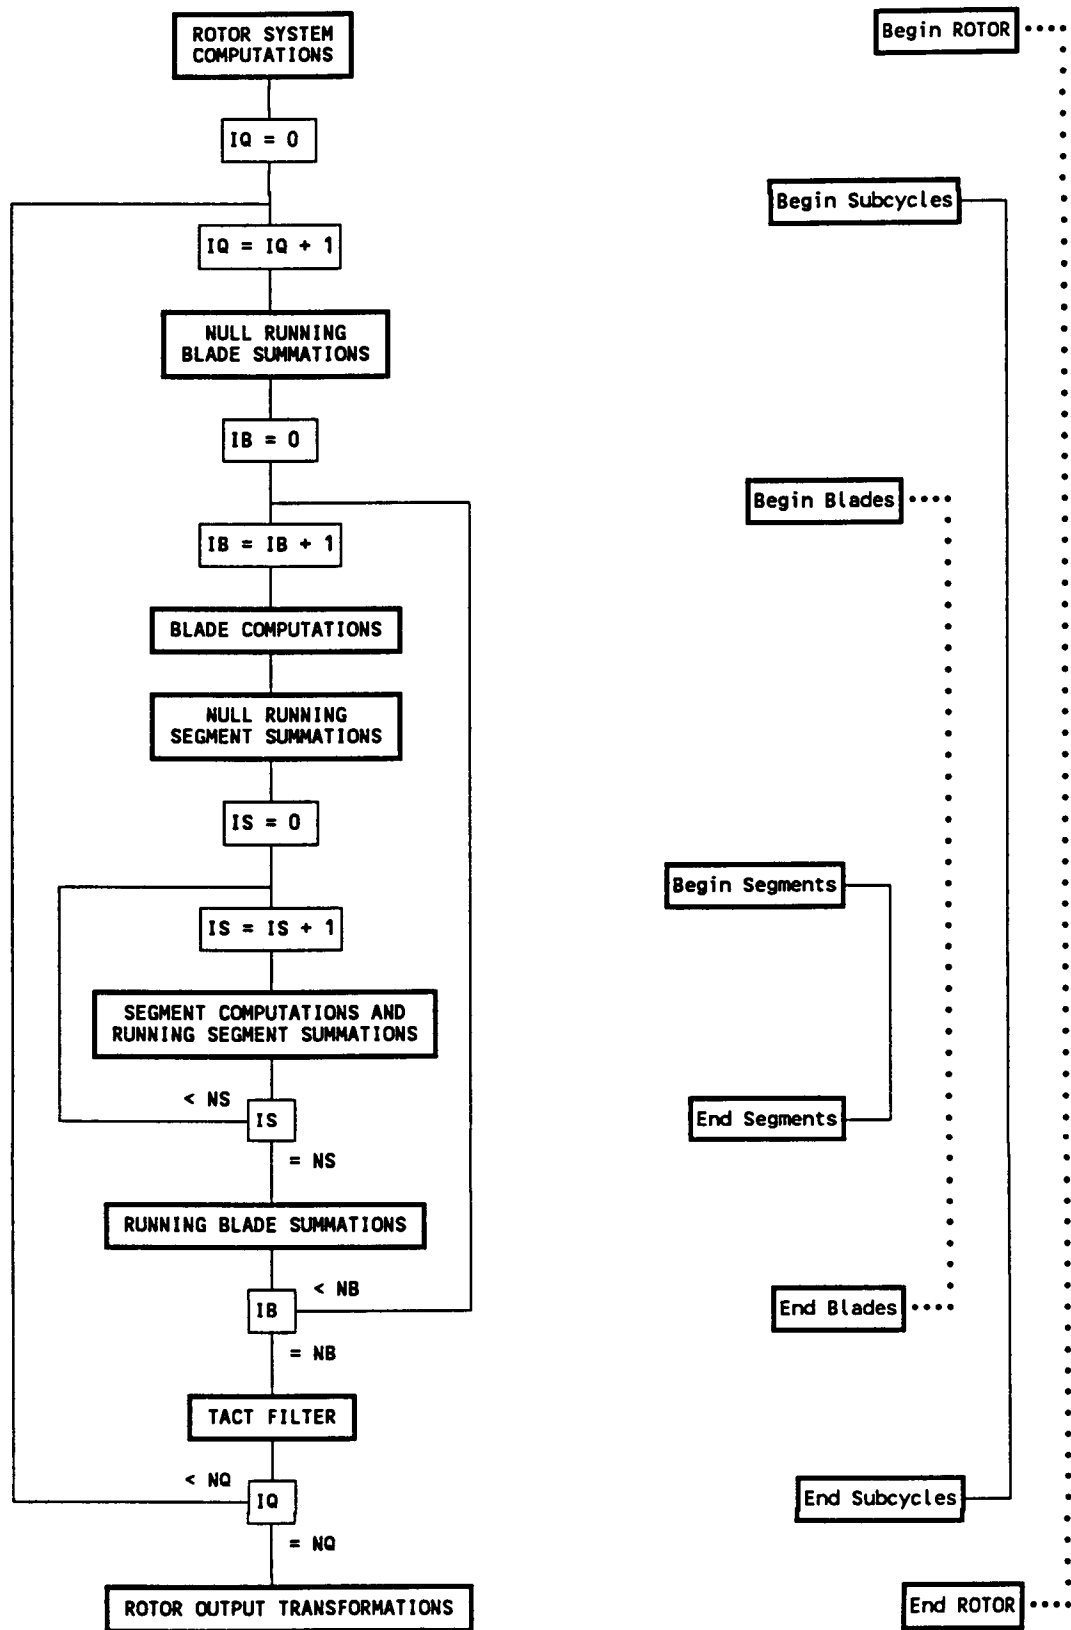 ROTOR SYSTEM
COMPUTATIONS
Begin ROTOR
IQ = 0
Begin Subcycles
IQ = IQ + 1
NULL RUNNING
BLADE SUMMATIONS
IB = 0
Begin Blades
IB = IB + 1
BLADE COMPUTATIONS
NULL RUNNING
SEGMENT SUMMATIONS
IS = 0
Begin Segments
IS = IS + 1
SEGMENT COMPUTATIONS AND
RUNNING SEGMENT SUMMATIONS
< NS
IS
End Segments
= NS
RUNNING BLADE SUMMATIONS
< NB
IB
End Blades
= NB
TACT FILTER
< NQ
IQ
End Subcycles
= NQ
ROTOR OUTPUT TRANSFORMATIONS
End ROTOR